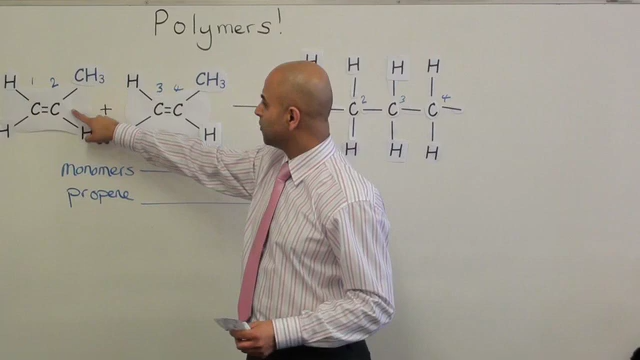 Polymers!
H 1 2 CH3 H 3 4 CH3 H H H H
C=C + C=C C 2 C 3 C 4
H H H H H H
monomers
propene